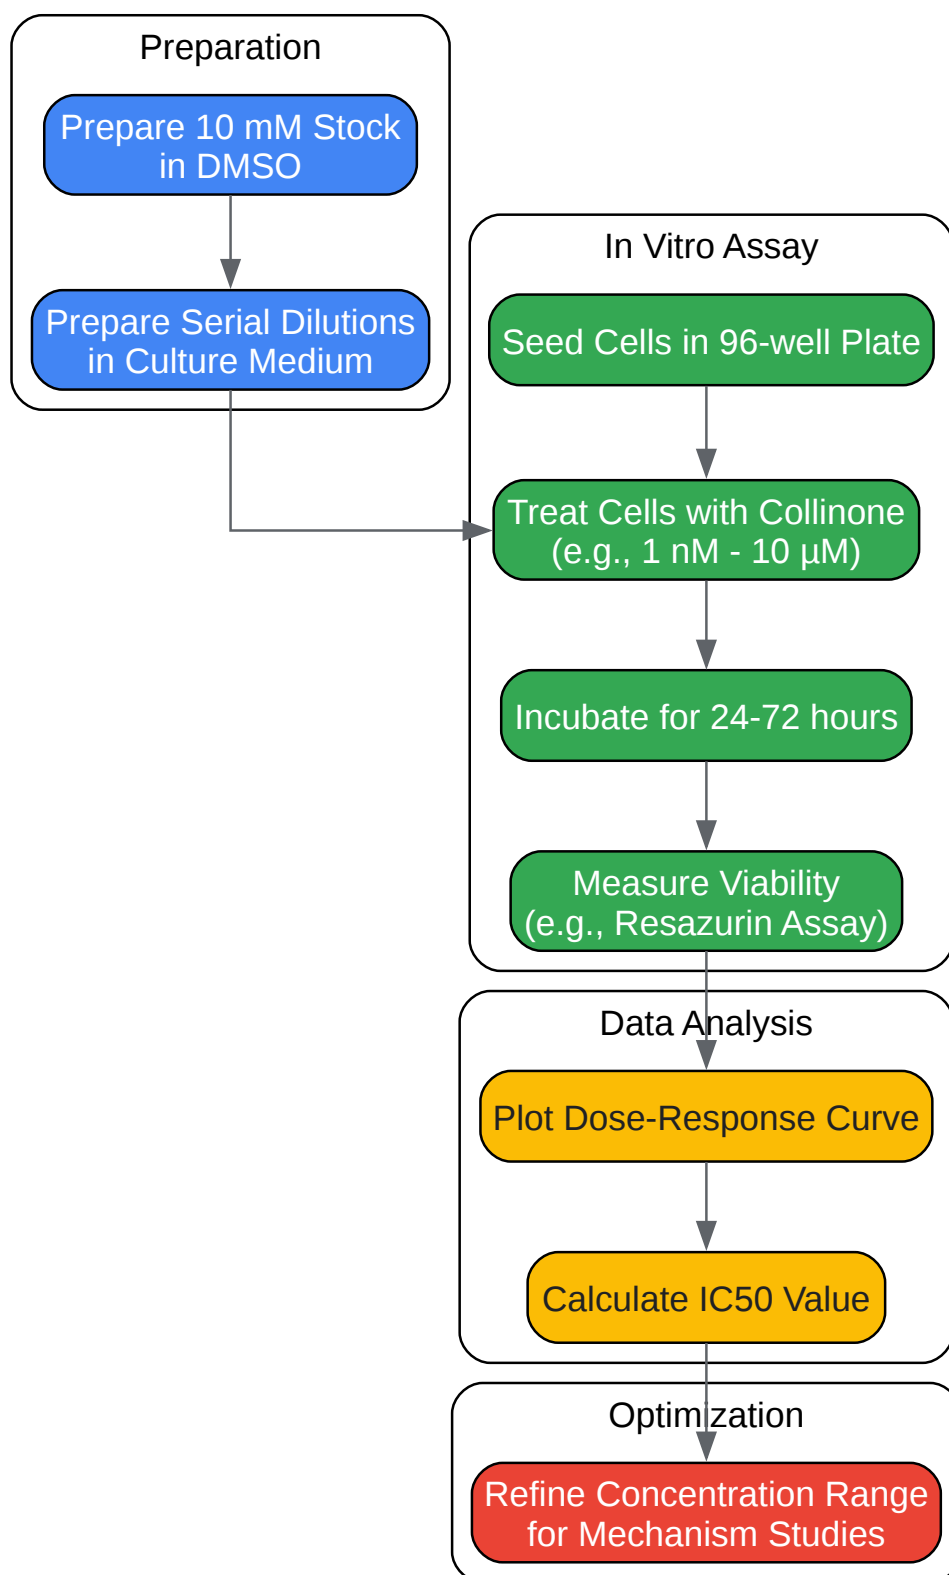 Preparation
Prepare 10 mM Stock
in DMSO
Prepare Serial Dilutions
in Culture Medium
In Vitro Assay
Seed Cells in 96-well Plate
Treat Cells with Collinone
(e.g., 1 nM - 10 µM)
Incubate for 24-72 hours
Measure Viability
(e.g., Resazurin Assay)
Data Analysis
Plot Dose-Response Curve
Calculate IC50 Value
Optimization
Refine Concentration Range
for Mechanism Studies